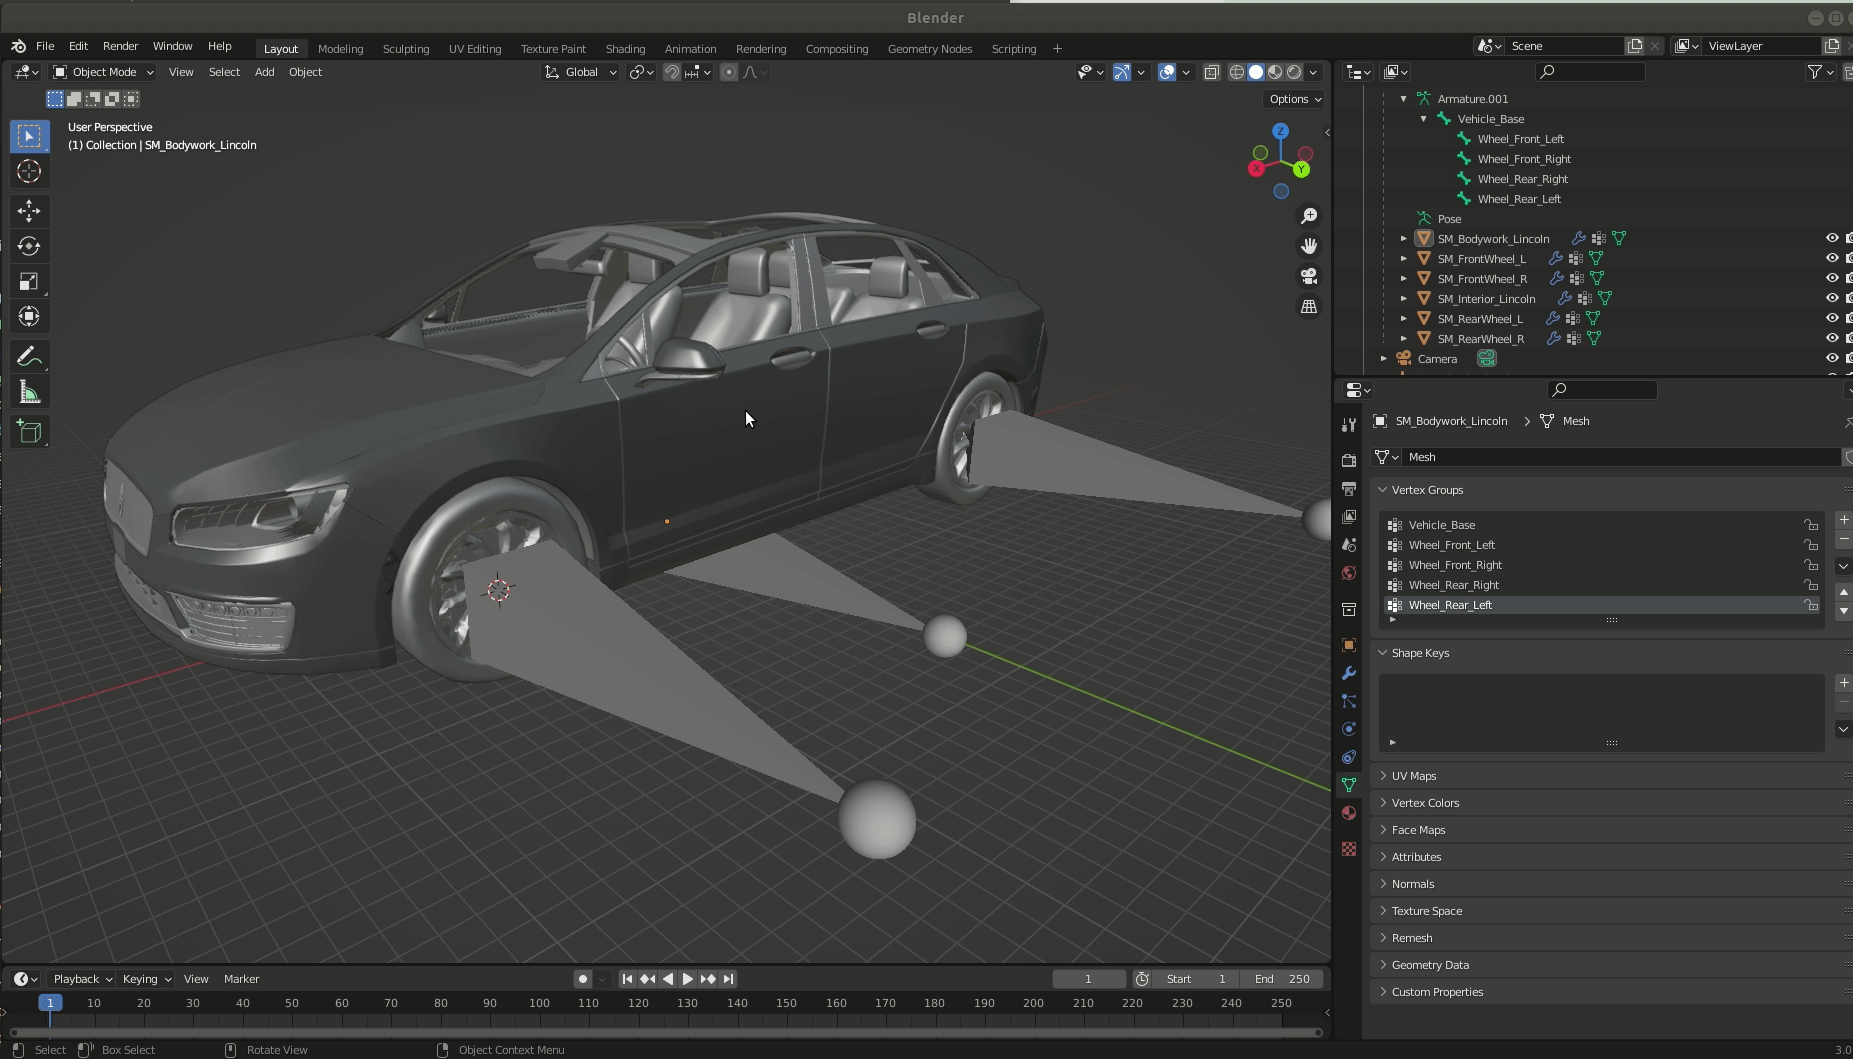 Blender
File Edit Render Window Help Layout Modeling Sculpting UV Editing Texture Paint Shading Animation Rendering Compositing Geometry Nodes Scripting + Scene ViewLayer
Object Mode View Select Add Object Global
Options
User Perspective
(1) Collection | SM_Bodywork_Lincoln
Z
X
Y
Armature.001
Vehicle_Base
Wheel_Front_Left
Wheel_Front_Right
Wheel_Rear_Right
Wheel_Rear_Left
Pose
SM_Bodywork_Lincoln
SM_FrontWheel_L
SM_FrontWheel_R
SM_Interior_Lincoln
SM_RearWheel_L
SM_RearWheel_R
Camera
SM_Bodywork_Lincoln > Mesh
Mesh
Vertex Groups
Vehicle_Base
Wheel_Front_Left
Wheel_Front_Right
Wheel_Rear_Right
Wheel_Rear_Left
Shape Keys
UV Maps
Vertex Colors
Face Maps
Attributes
Normals
Texture Space
Remesh
Geometry Data
Custom Properties
Playback Keying View Marker 1 Start 1 End 250
1 10 20 30 40 50 60 70 80 90 100 110 120 130 140 150 160 170 180 190 200 210 220 230 240 250
Select Box Select Rotate View Object Context Menu 3.0